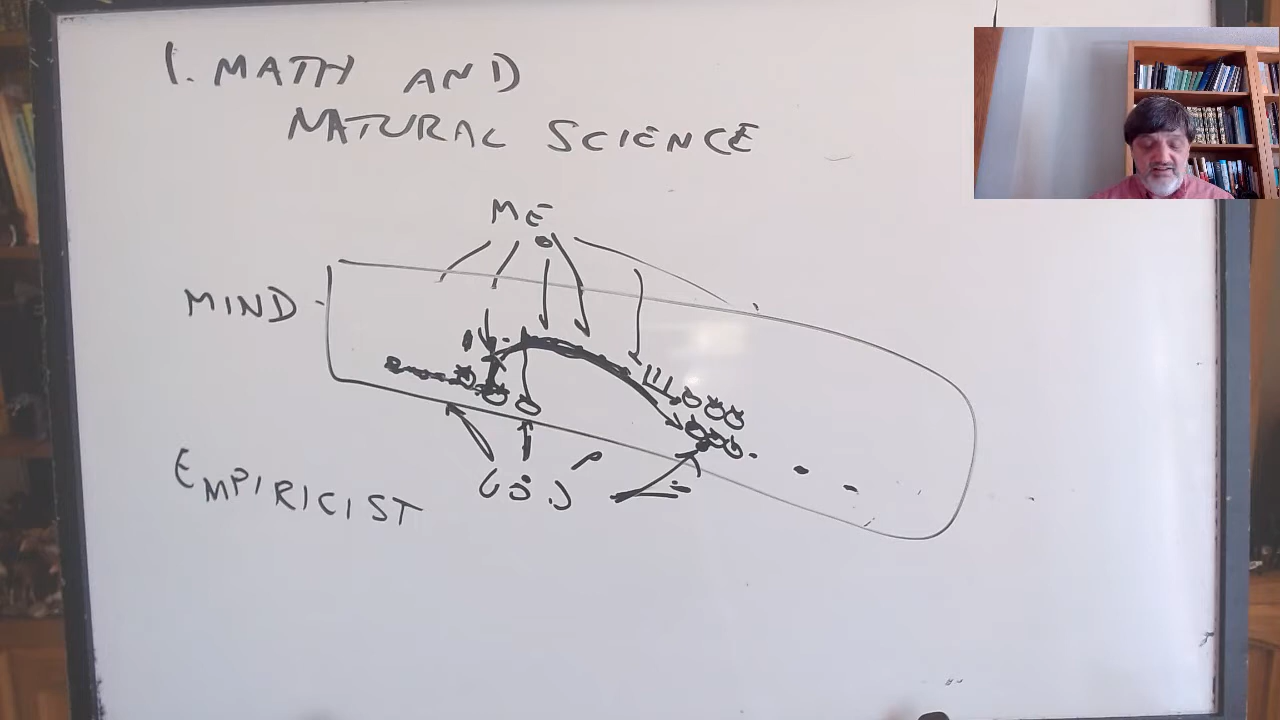 1. MATH AND
NATURAL SCIENCE
ME
MIND
EMPIRICIST